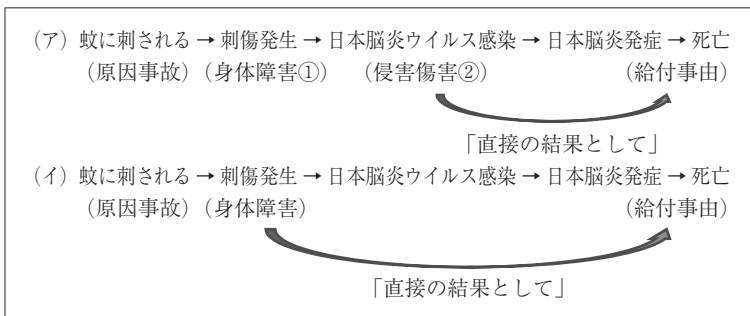 （ア）蚊に刺される → 刺傷発生 → 日本脳炎ウイルス感染 → 日本脳炎発症 → 死亡
（原因事故）（身体障害①）（侵害傷害②）（給付事由）
「直接の結果として」
（イ）蚊に刺される → 刺傷発生 → 日本脳炎ウイルス感染 → 日本脳炎発症 → 死亡
（原因事故）（身体障害）（給付事由）
「直接の結果として」